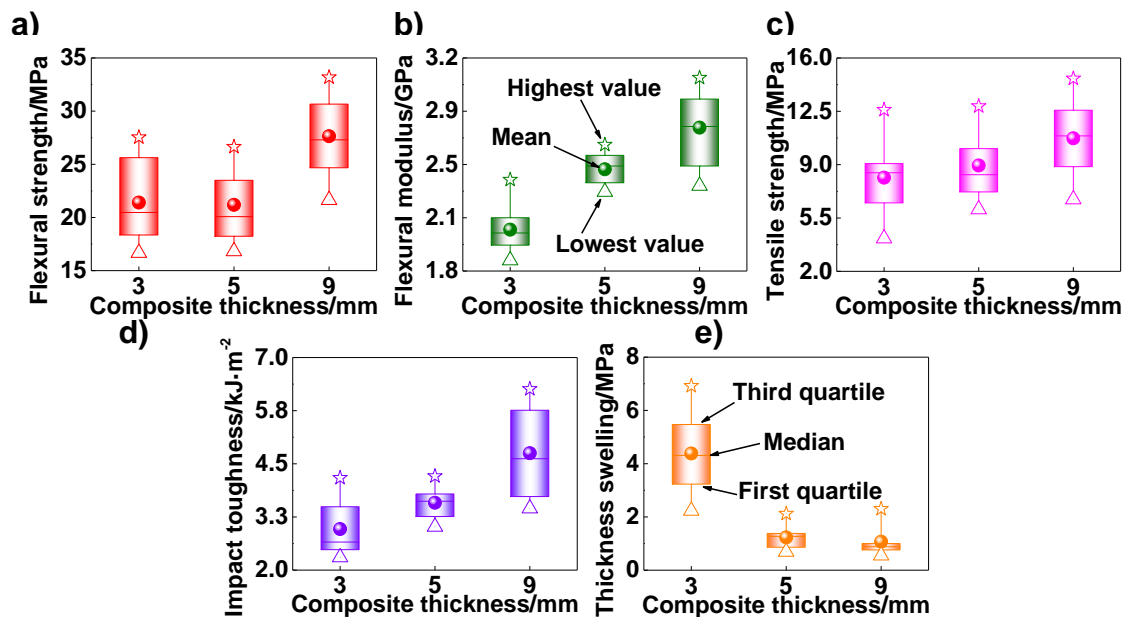 a)
Flexural strength/MPa
35
30
25
20
15
3 5 9
Composite thickness/mm
b)
Flexural modulus/GPa
3.2
2.9
2.5
2.1
1.8
Highest value
Mean
Lowest value
3 5 9
Composite thickness/mm
c)
Tensile strength/MPa
16.0
12.5
9.0
5.5
2.0
3 5 9
Composite thickness/mm
d)
Impact toughness/kJ·m⁻²
7.0
5.8
4.5
3.3
2.0
3 5 9
Composite thickness/mm
e)
Thickness swelling/MPa
8
6
4
2
0
Third quartile
Median
First quartile
3 5 9
Composite thickness/mm